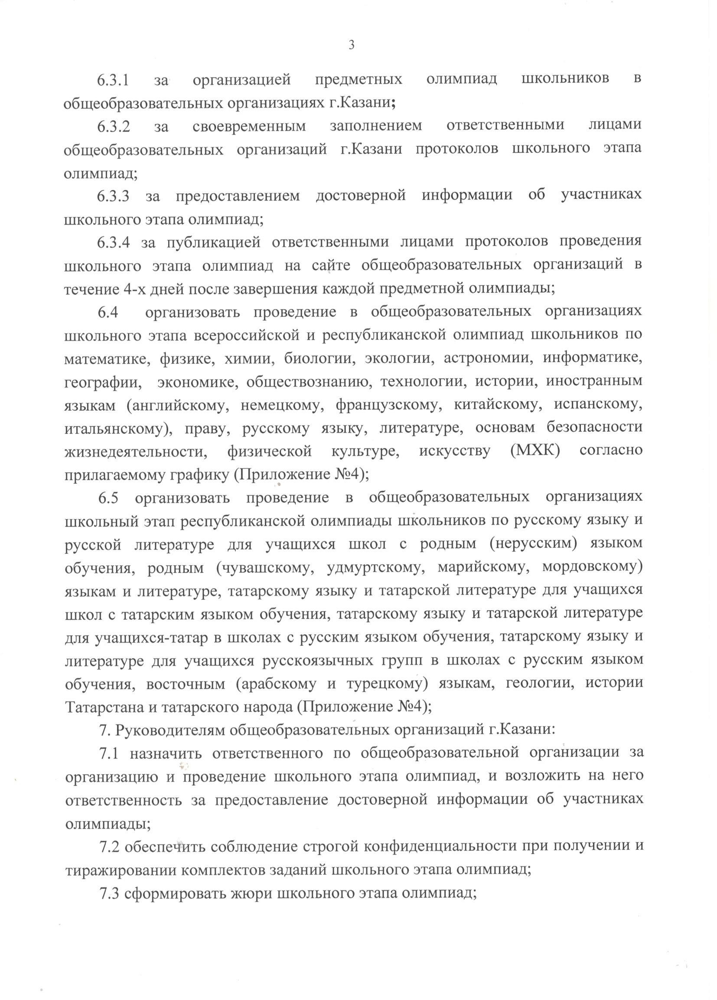 3
6.3.1 за организацией предметных олимпиад школьников в
общеобразовательных организациях г.Казани;
6.3.2 за своевременным заполнением ответственными лицами
общеобразовательных организаций г.Казани протоколов школьного этапа
олимпиад;
6.3.3 за предоставлением достоверной информации об участниках
школьного этапа олимпиад;
6.3.4 за публикацией ответственными лицами протоколов проведения
школьного этапа олимпиад на сайте общеобразовательных организаций в
течение 4-х дней после завершения каждой предметной олимпиады;
6.4 организовать проведение в общеобразовательных организациях
школьного этапа всероссийской и республиканской олимпиад школьников по
математике, физике, химии, биологии, экологии, астрономии, информатике,
географии, экономике, обществознанию, технологии, истории, иностранным
языкам (английскому, немецкому, французскому, китайскому, испанскому,
итальянскому), праву, русскому языку, литературе, основам безопасности
жизнедеятельности, физической культуре, искусству (МХК) согласно
прилагаемому графику (Приложение №4);
6.5 организовать проведение в общеобразовательных организациях
школьный этап республиканской олимпиады школьников по русскому языку и
русской литературе для учащихся школ с родным (нерусским) языком
обучения, родным (чувашскому, удмуртскому, марийскому, мордовскому)
языкам и литературе, татарскому языку и татарской литературе для учащихся
школ с татарским языком обучения, татарскому языку и татарской литературе
для учащихся-татар в школах с русским языком обучения, татарскому языку и
литературе для учащихся русскоязычных групп в школах с русским языком
обучения, восточным (арабскому и турецкому) языкам, геологии, истории
Татарстана и татарского народа (Приложение №4);
7. Руководителям общеобразовательных организаций г.Казани:
7.1 назначить ответственного по общеобразовательной организации за
организацию и проведение школьного этапа олимпиад, и возложить на него
ответственность за предоставление достоверной информации об участниках
олимпиады;
7.2 обеспечить соблюдение строгой конфиденциальности при получении и
тиражировании комплектов заданий школьного этапа олимпиад;
7.3 сформировать жюри школьного этапа олимпиад;